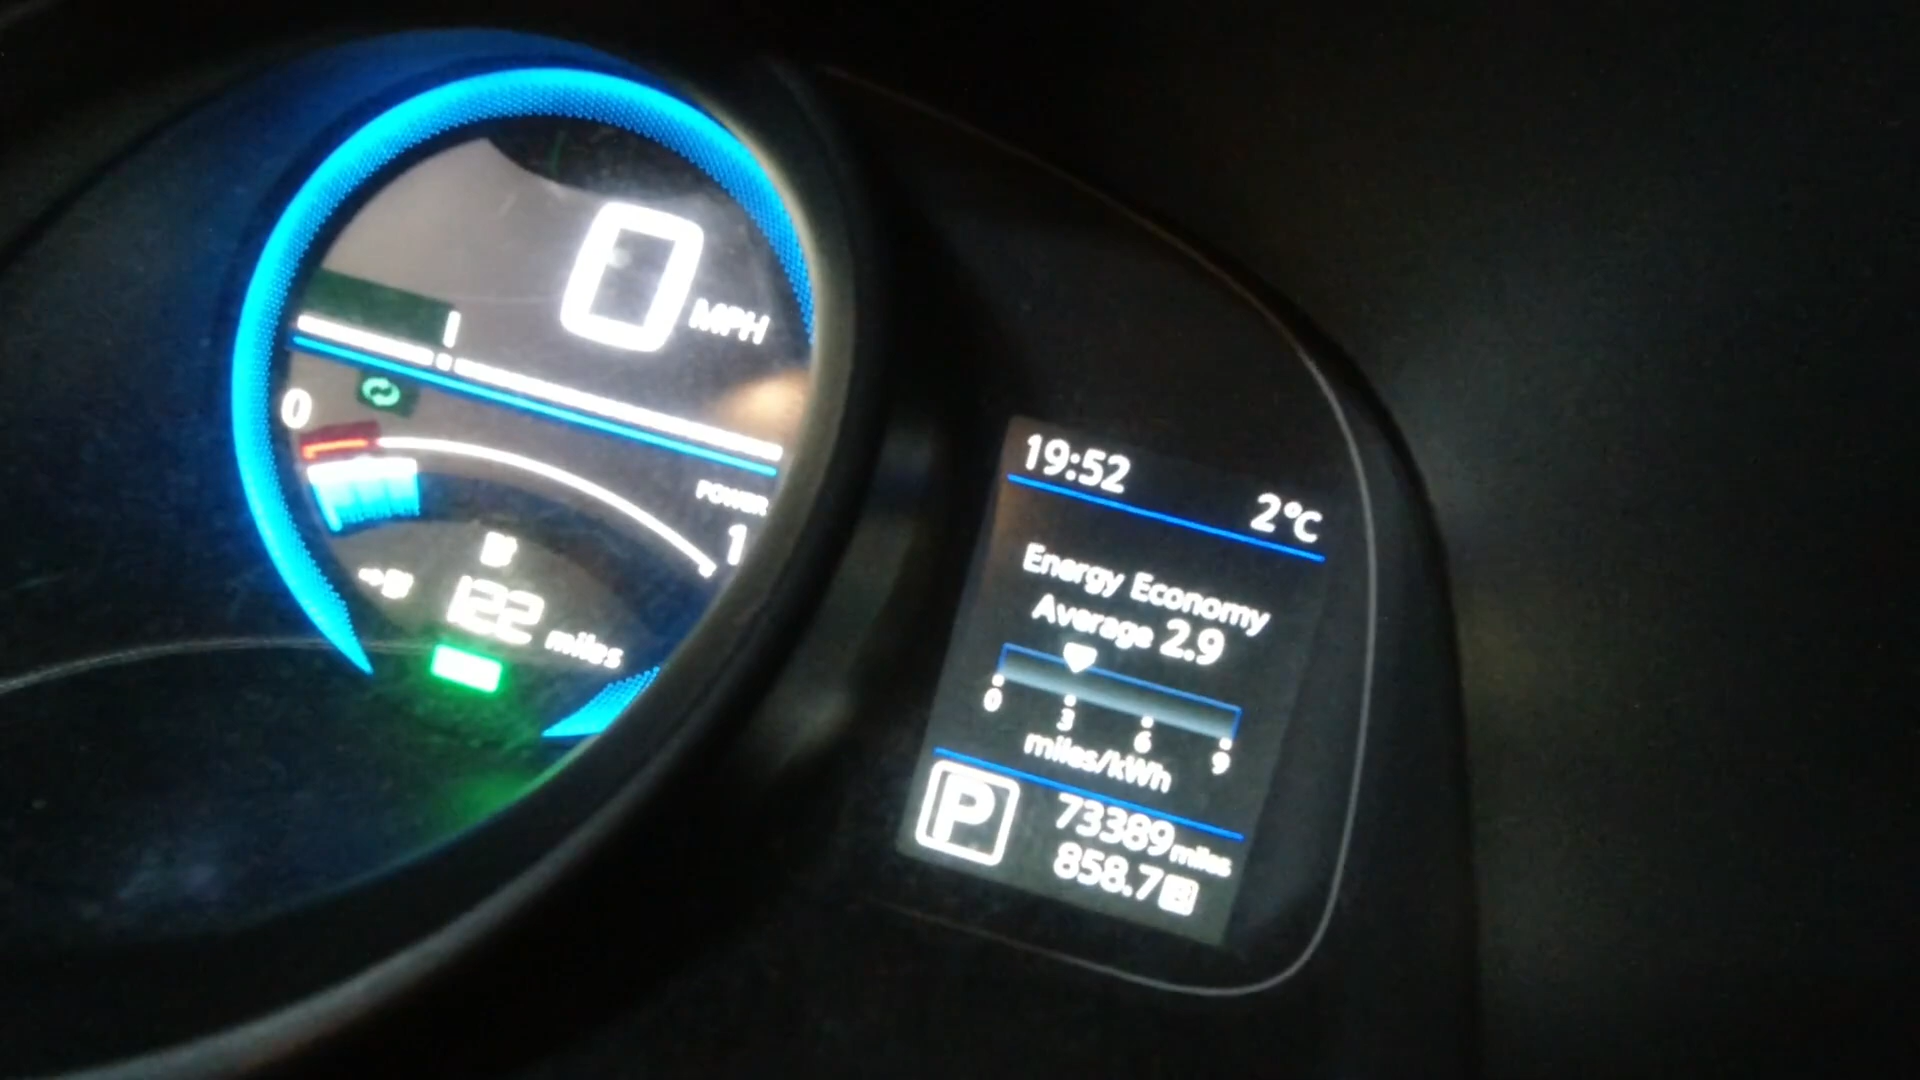 0 MPH
0
POWER
1
122 miles
19:52
2°C
Energy Economy
Average 2.9
0 3 6 9
miles/kWh
P 73389 miles
858.7 B